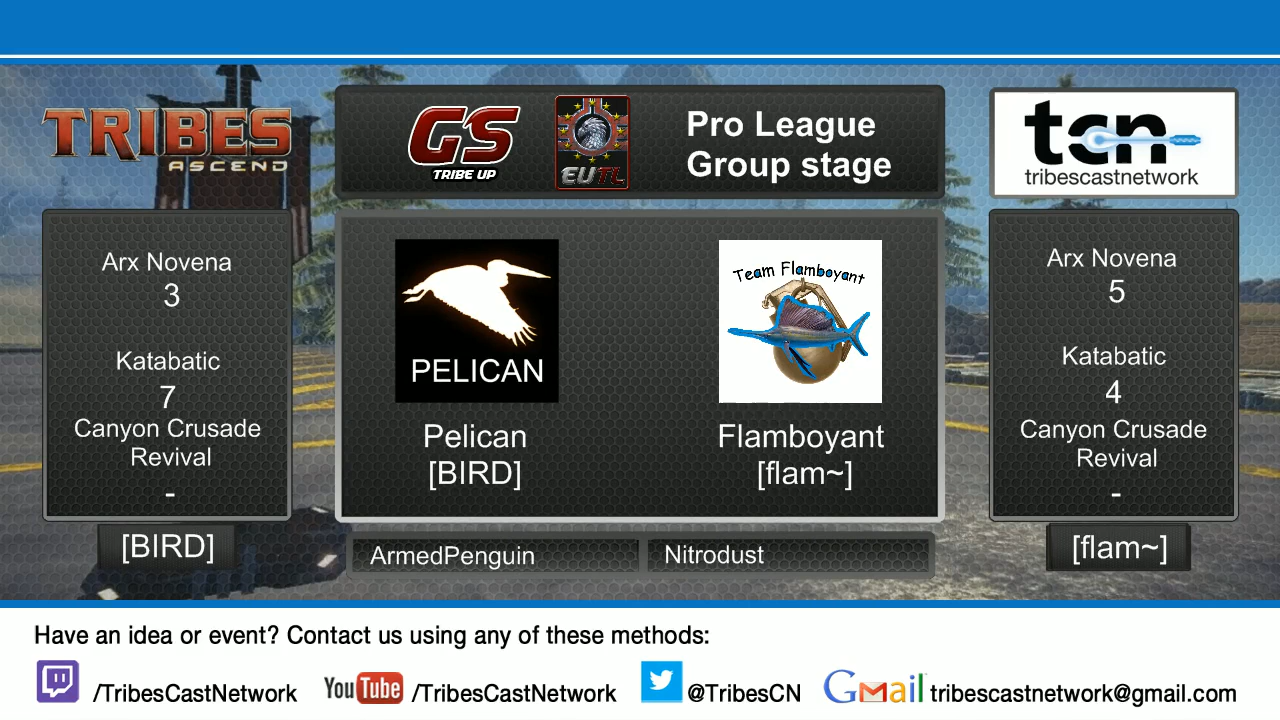 TRIBES
ASCEND
GS
TRIBE UP
EUTL
Pro League
Group stage
tcn
tribescastnetwork
Arx Novena
3
Katabatic
7
Canyon Crusade
Revival
-
[BIRD]
PELICAN
Pelican
[BIRD]
Team Flamboyant
Flamboyant
[flam~]
ArmedPenguin
Nitrodust
Arx Novena
5
Katabatic
4
Canyon Crusade
Revival
-
[flam~]
Have an idea or event? Contact us using any of these methods:
/TribesCastNetwork
YouTube /TribesCastNetwork
@TribesCN
Gmail tribescastnetwork@gmail.com